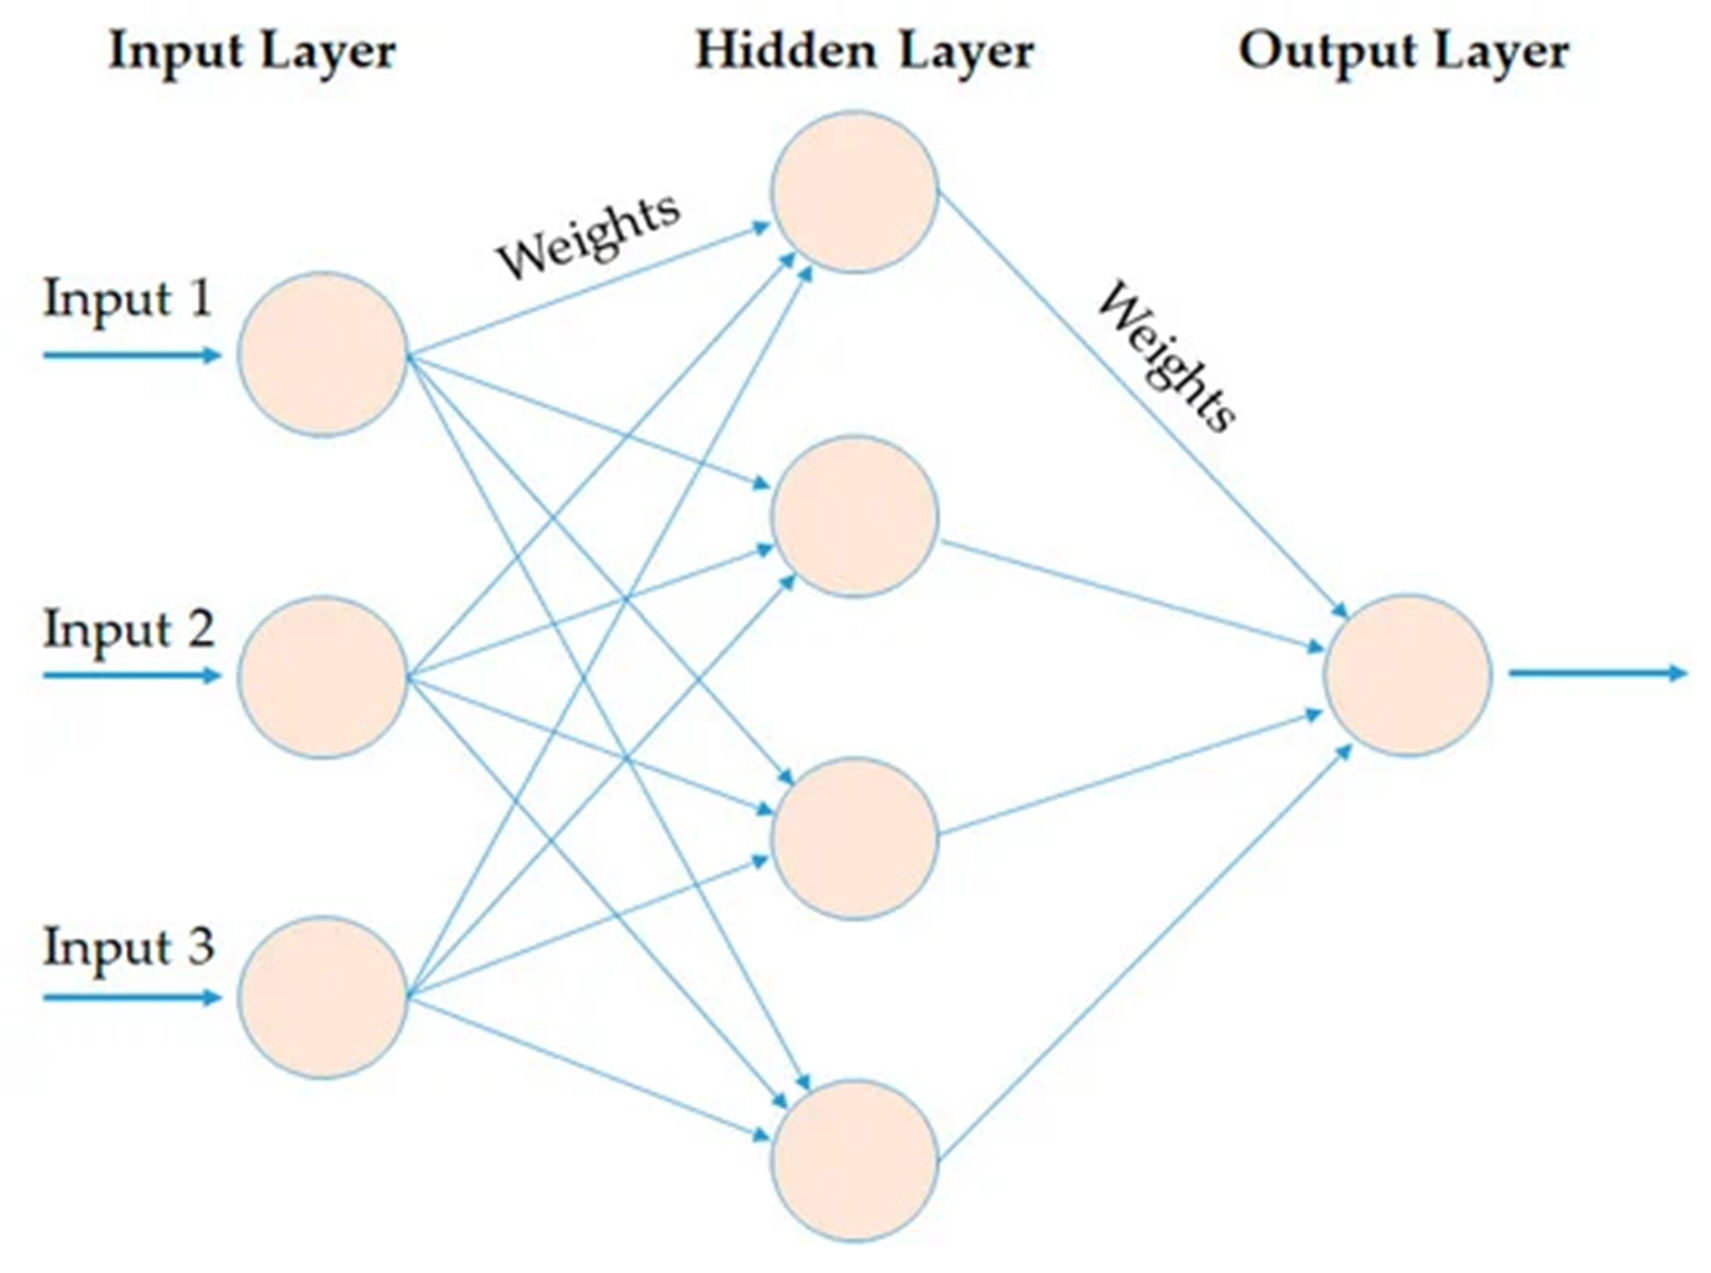 Input Layer
Hidden Layer
Output Layer
Weights
Weights
Input 1
Input 2
Input 3